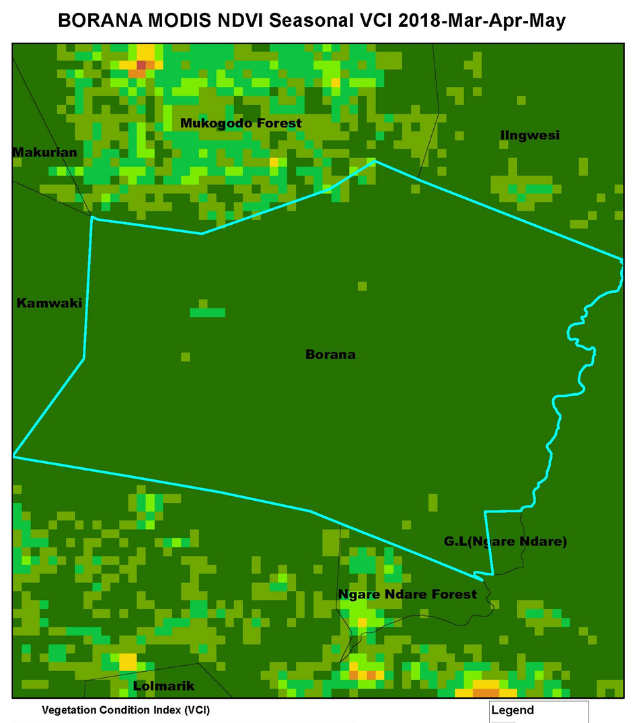 BORANA MODIS NDVI Seasonal VCI 2018-Mar-Apr-May
Mukogodo Forest
IIngwesi
Makurian
Kamwaki
Borana
G.L(Ngare Ndare)
Ngare Ndare Forest
Lolmarik
Vegetation Condition Index (VCI)
Legend